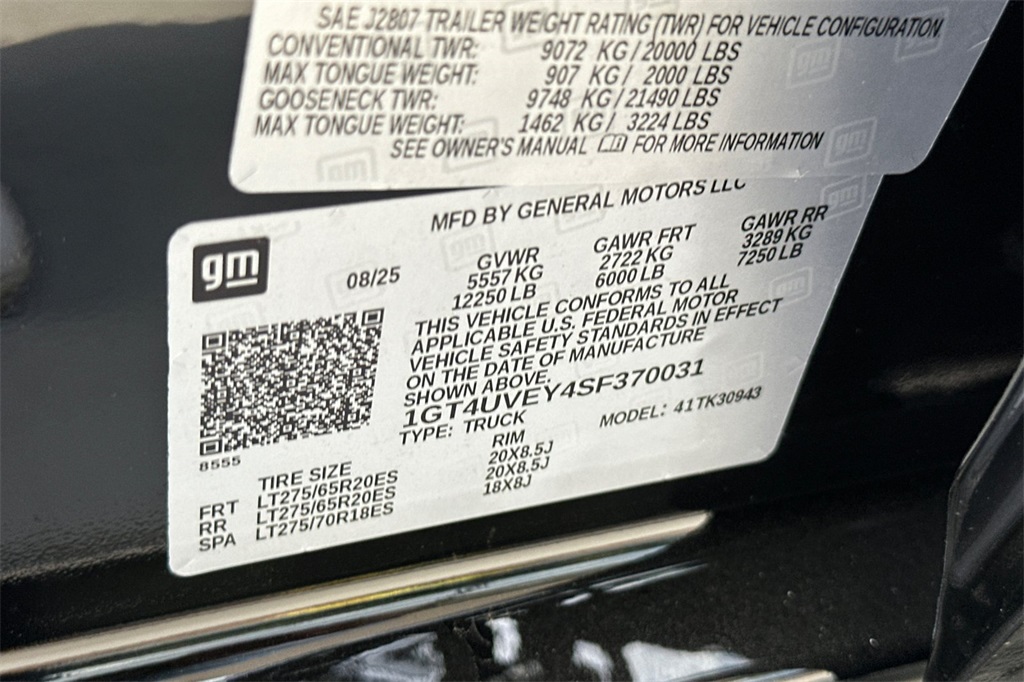 SAE J2807 TRAILER WEIGHT RATING (TWR) FOR VEHICLE CONFIGURATION
CONVENTIONAL TWR: 9072 KG/20000 LBS
MAX TONGUE WEIGHT: 907 KG/ 2000 LBS
GOOSENECK TWR: 9748 KG/21490 LBS
MAX TONGUE WEIGHT: 1462 KG/ 3224 LBS
SEE OWNER'S MANUAL FOR MORE INFORMATION
MFD BY GENERAL MOTORS LLC
gm
08/25
GVWR GAWR FRT GAWR RR
5557 KG 2722 KG 3289 KG
12250 LB 6000 LB 7250 LB
THIS VEHICLE CONFORMS TO ALL
APPLICABLE U.S. FEDERAL MOTOR
VEHICLE SAFETY STANDARDS IN EFFECT
ON THE DATE OF MANUFACTURE
SHOWN ABOVE.
1GT4UVEY4SF370031
TYPE: TRUCK MODEL: 41TK30943
8555
TIRE SIZE RIM
FRT LT275/65R20ES 20X8.5J
RR LT275/65R20ES 20X8.5J
SPA LT275/70R18ES 18X8J